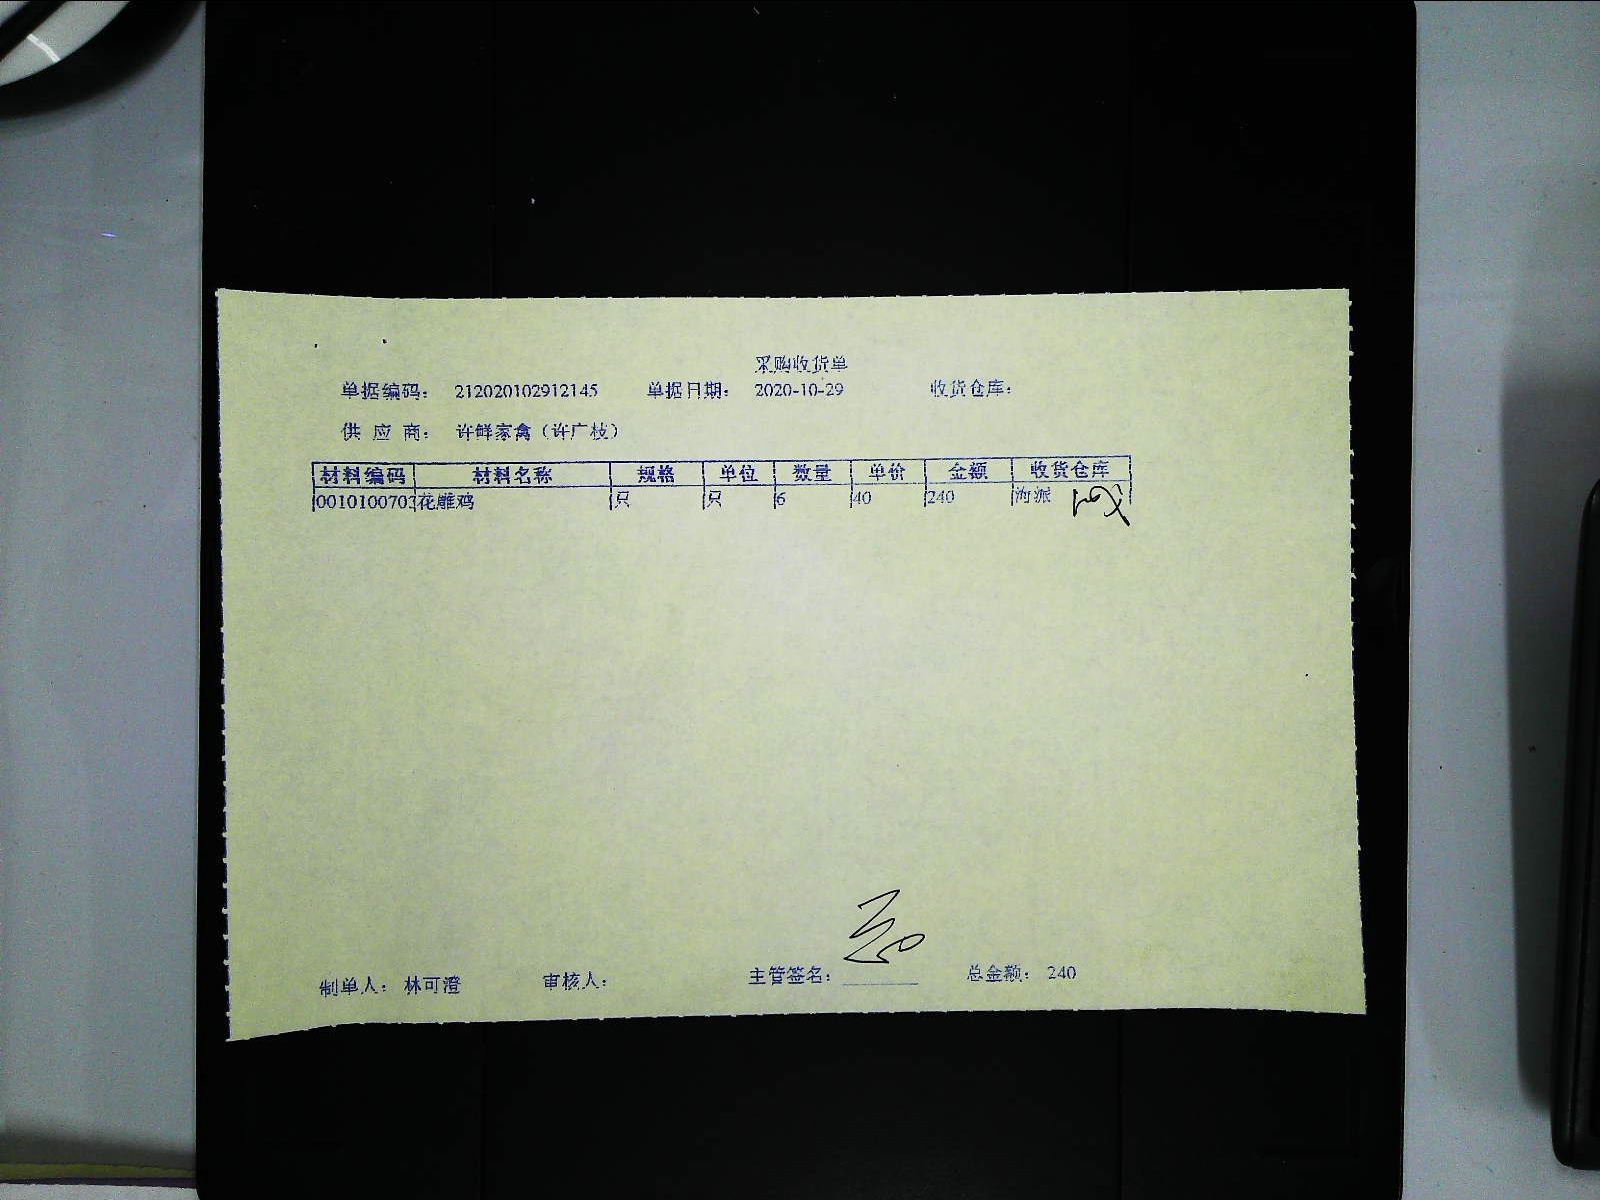 采购收货单
单据编码： 212020102912145 单据日期： 2020-10-29 收货仓库：
供 应 商： 许鲜家禽（许广枝）
材料编码 材料名称 规格 单位 数量 单价 金额 收货仓库
0010100703 花雕鸡 只 只 6 40 240 沟派
制单人： 林可澄 审核人： 主管签名： 总金额： 240